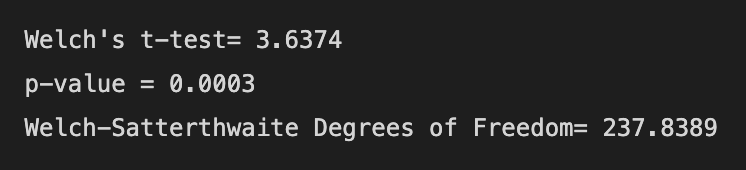 Welch's t-test= 3.6374
p-value = 0.0003
Welch-Satterthwaite Degrees of Freedom= 237.8389